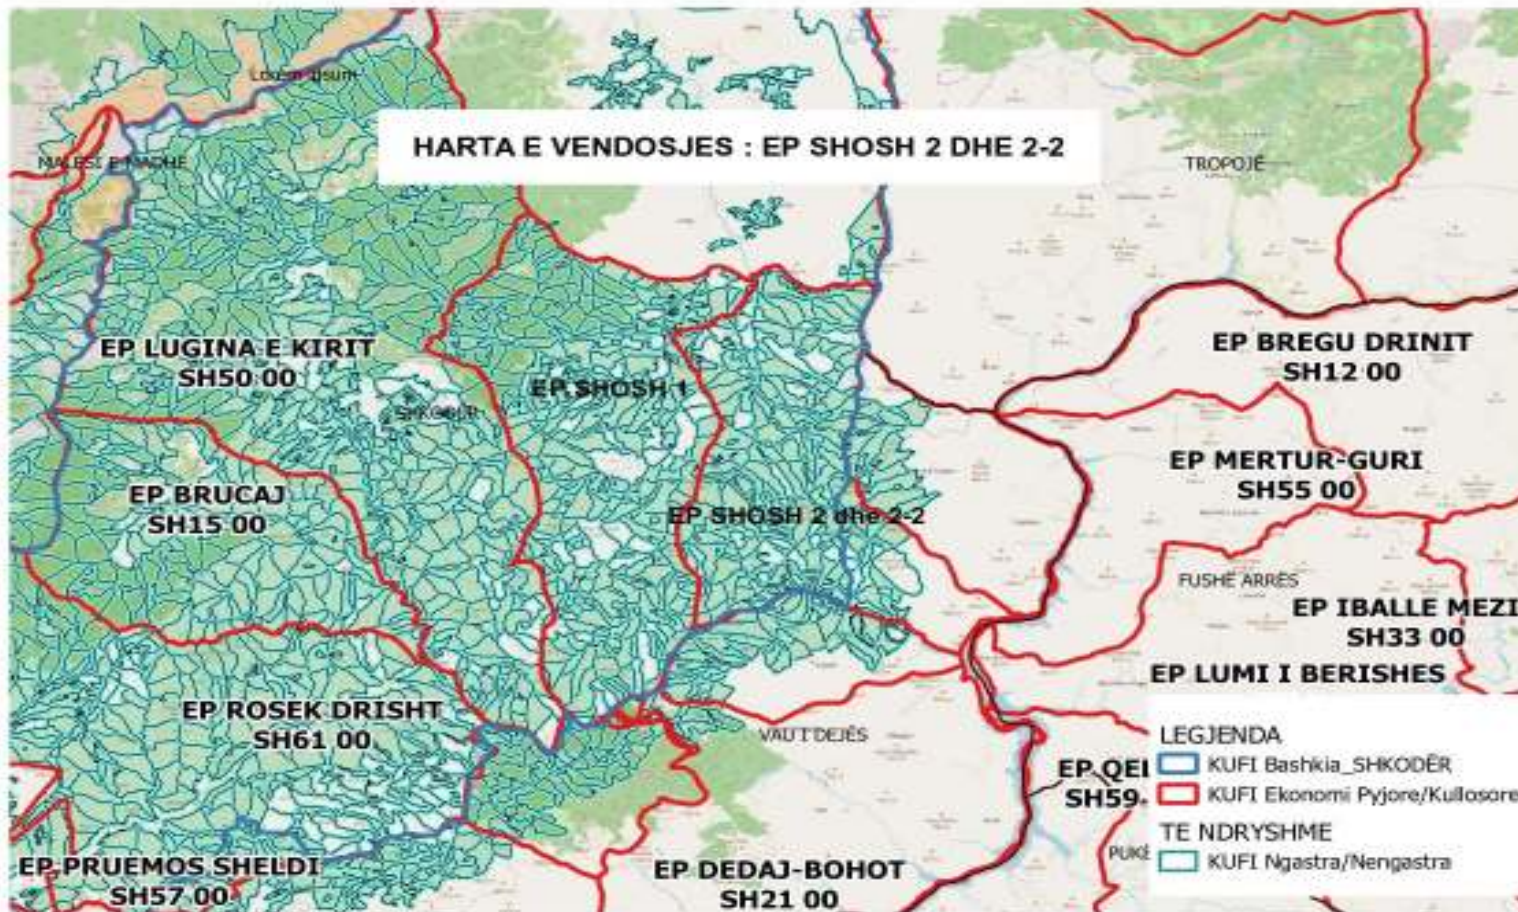 Lorem ipsum
HARTA E VENDOSJES : EP SHOSH 2 DHE 2-2
MALESI E MADHE
TROPOJË
EP LUGINA E KIRIT
SH50 00
EP BREGU DRINIT
SH12 00
EP SHOSH 1
SHKODËR
EP MERTUR-GURI
SH55 00
EP BRUCAJ
SH15 00
EP SHOSH 2 dhe 2-2
FUSHË ARRËS
EP IBALLE MEZI
SH33 00
EP LUMI I BERISHES
EP ROSEK DRISHT
SH61 00
VAU I DEJËS
LEGJENDA
KUFI Bashkia_SHKODËR
KUFI Ekonomi Pyjore/Kullosore
TE NDRYSHME
KUFI Ngastra/Nengastra
EP QEI
SH59
PUKË
EP PRUEMOS SHELDI
SH57 00
EP DEDAJ-BOHOT
SH21 00